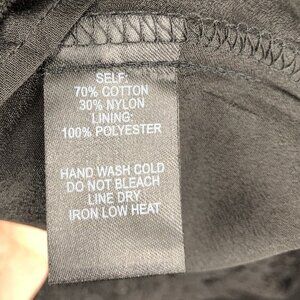 SELF:
70% COTTON
30% NYLON
LINING:
100% POLYESTER
HAND WASH COLD
DO NOT BLEACH
LINE DRY
IRON LOW HEAT